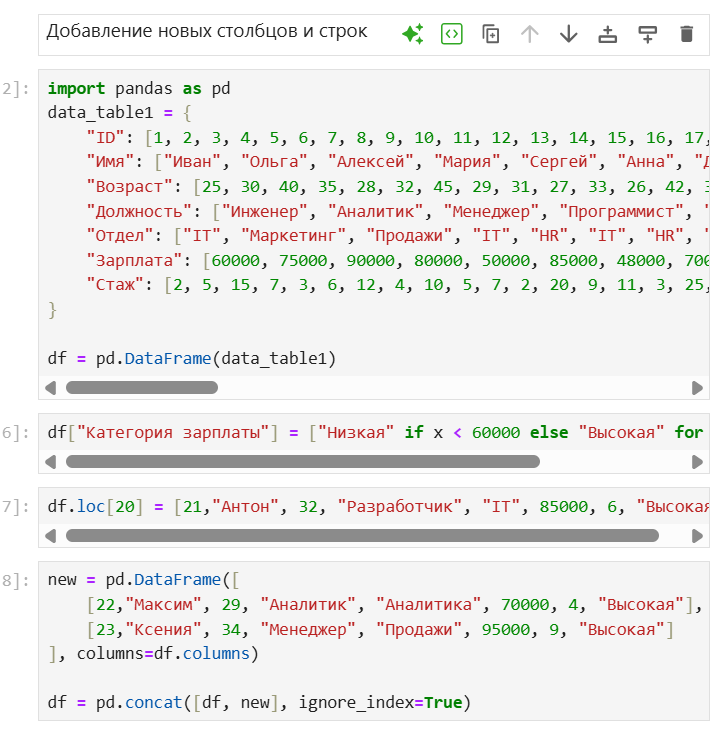 Добавление новых столбцов и строк
2]:
import pandas as pd
data_table1 = {
"ID": [1, 2, 3, 4, 5, 6, 7, 8, 9, 10, 11, 12, 13, 14, 15, 16, 17,
"Имя": ["Иван", "Ольга", "Алексей", "Мария", "Сергей", "Анна", "Д
"Возраст": [25, 30, 40, 35, 28, 32, 45, 29, 31, 27, 33, 26, 42, 3
"Должность": ["Инженер", "Аналитик", "Менеджер", "Программист", "
"Отдел": ["IT", "Маркетинг", "Продажи", "IT", "HR", "IT", "HR", "
"Зарплата": [60000, 75000, 90000, 80000, 50000, 85000, 48000, 700
"Стаж": [2, 5, 15, 7, 3, 6, 12, 4, 10, 5, 7, 2, 20, 9, 11, 3, 25,
}
df = pd.DataFrame(data_table1)
6]:
df["Категория зарплаты"] = ["Низкая" if x < 60000 else "Высокая" for
7]:
df.loc[20] = [21,"Антон", 32, "Разработчик", "IT", 85000, 6, "Высокая
8]:
new = pd.DataFrame([
[22,"Максим", 29, "Аналитик", "Аналитика", 70000, 4, "Высокая"],
[23,"Ксения", 34, "Менеджер", "Продажи", 95000, 9, "Высокая"]
], columns=df.columns)
df = pd.concat([df, new], ignore_index=True)